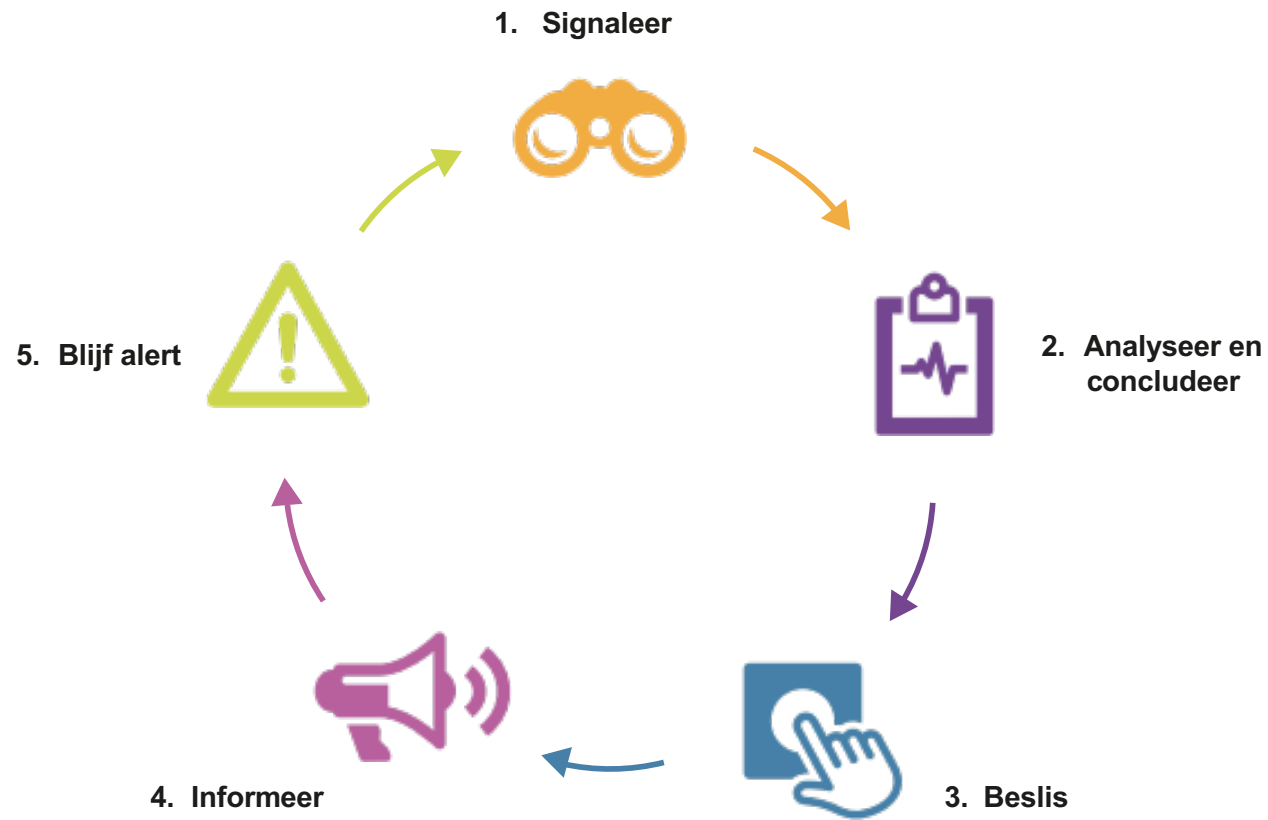 1. Signaleer
2. Analyseer en
concludeer
3. Beslis
4. Informeer
5. Blijf alert